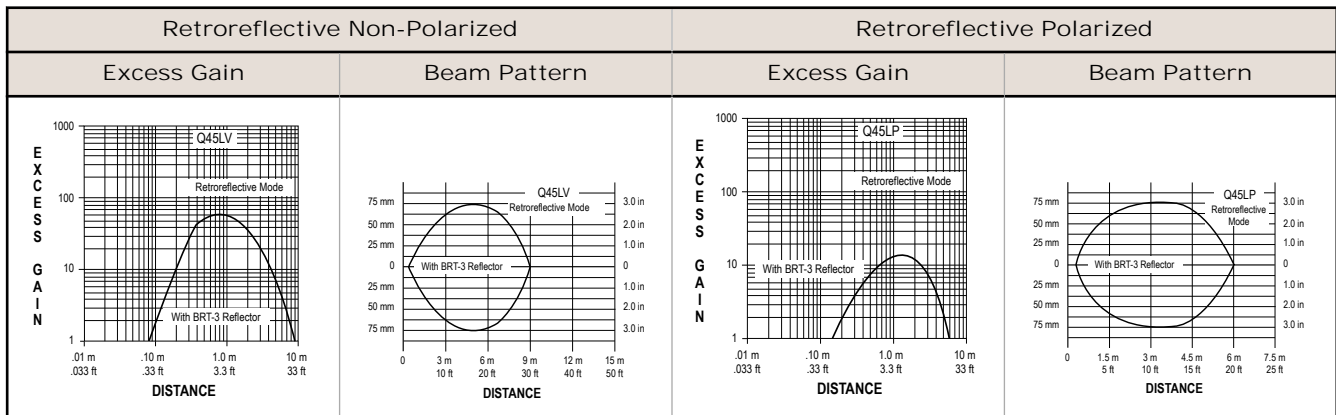 Retroreflective Non-Polarized
Retroreflective Polarized
Excess Gain
Beam Pattern
Excess Gain
Beam Pattern
1000
100
10
1
EXCESS GAIN
Q45LV
Retroreflective Mode
With BRT-3 Reflector
.01 m .10 m 1.0 m 10 m
.033 ft .33 ft 3.3 ft 33 ft
DISTANCE
75 mm
50 mm
25 mm
0
25 mm
50 mm
75 mm
Q45LV
Retroreflective Mode
With BRT-3 Reflector
3.0 in
2.0 in
1.0 in
0
1.0 in
2.0 in
3.0 in
0 3 m 6 m 9 m 12 m 15 m
10 ft 20 ft 30 ft 40 ft 50 ft
DISTANCE
1000
100
10
1
EXCESS GAIN
Q45LP
Retroreflective Mode
With BRT-3 Reflector
.01 m .10 m 1.0 m 10 m
.033 ft .33 ft 3.3 ft 33 ft
DISTANCE
75 mm
50 mm
25 mm
0
25 mm
50 mm
75 mm
Q45LP
Retroreflective
Mode
With BRT-3 Reflector
3.0 in
2.0 in
1.0 in
0
1.0 in
2.0 in
3.0 in
0 1.5 m 3 m 4.5 m 6 m 7.5 m
5 ft 10 ft 15 ft 20 ft 25 ft
DISTANCE